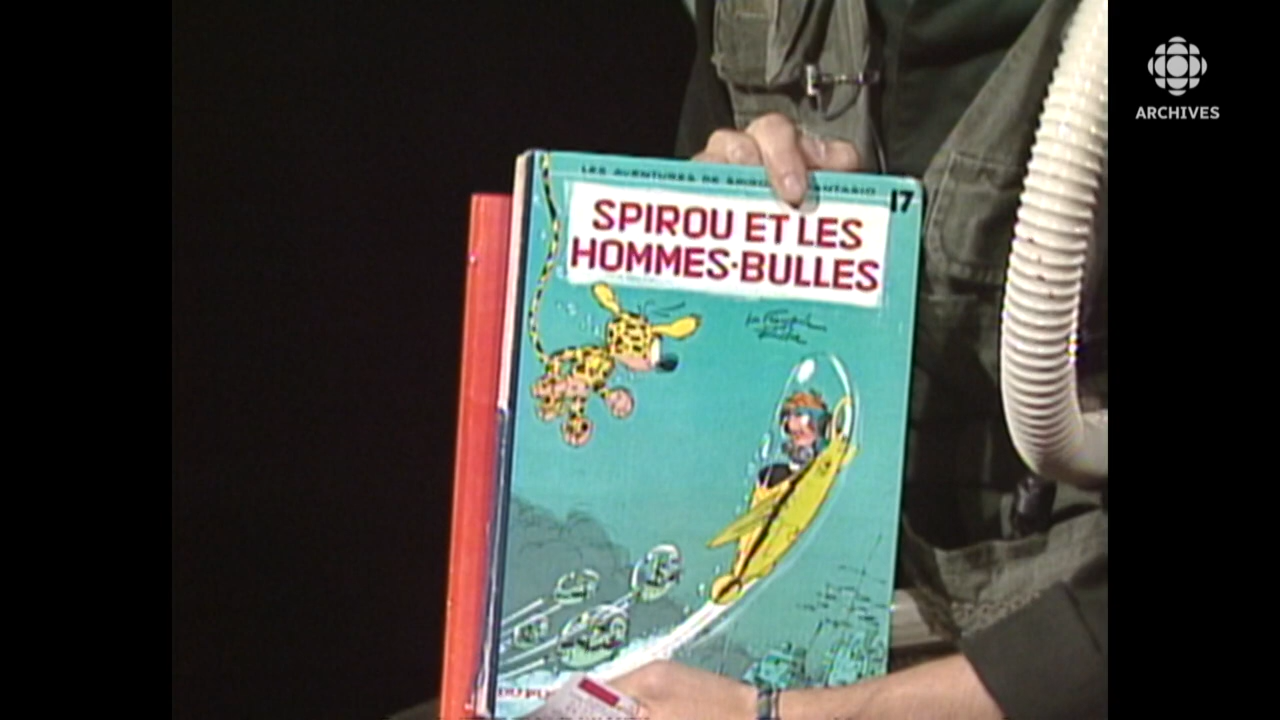 ARCHIVES
LES AVENTURES DE
17
SPIROU ET LES
HOMMES-BULLES